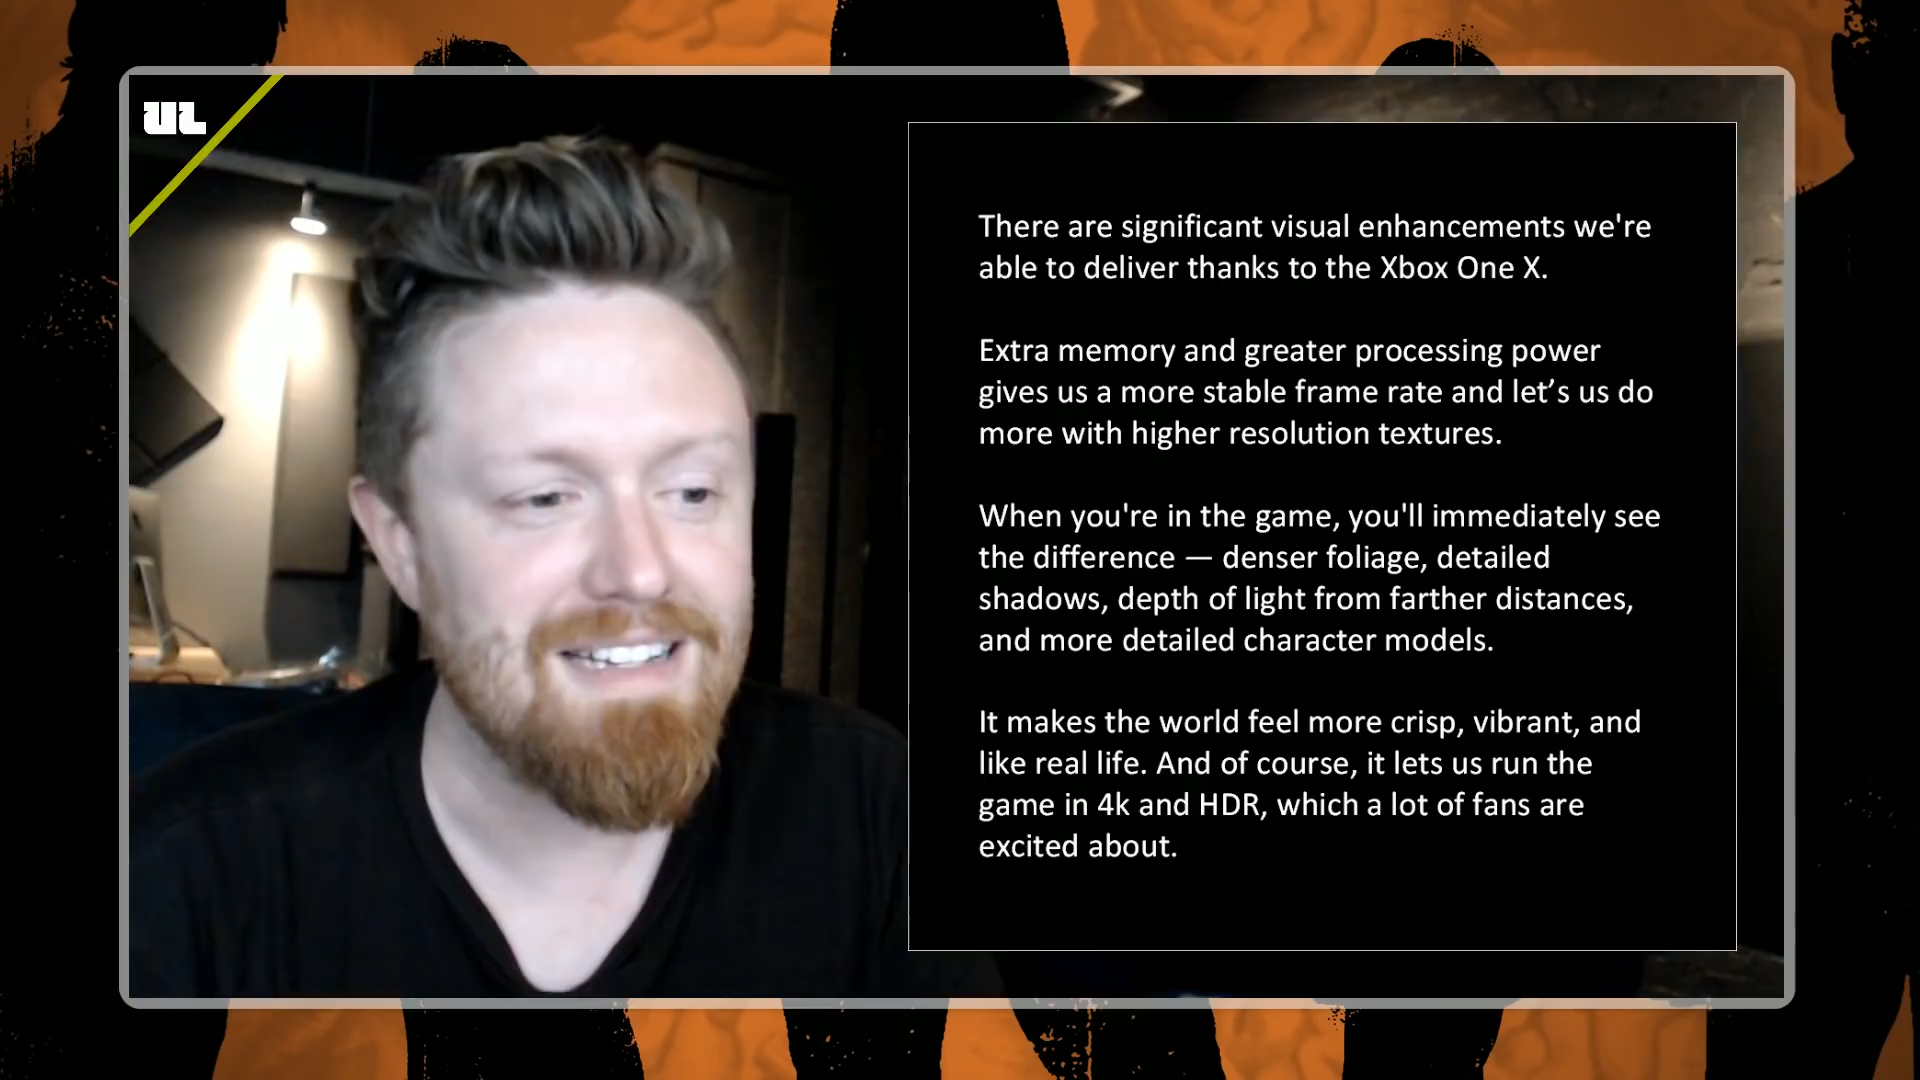 UL
There are significant visual enhancements we're
able to deliver thanks to the Xbox One X.
Extra memory and greater processing power
gives us a more stable frame rate and let’s us do
more with higher resolution textures.
When you're in the game, you'll immediately see
the difference — denser foliage, detailed
shadows, depth of light from farther distances,
and more detailed character models.
It makes the world feel more crisp, vibrant, and
like real life. And of course, it lets us run the
game in 4k and HDR, which a lot of fans are
excited about.